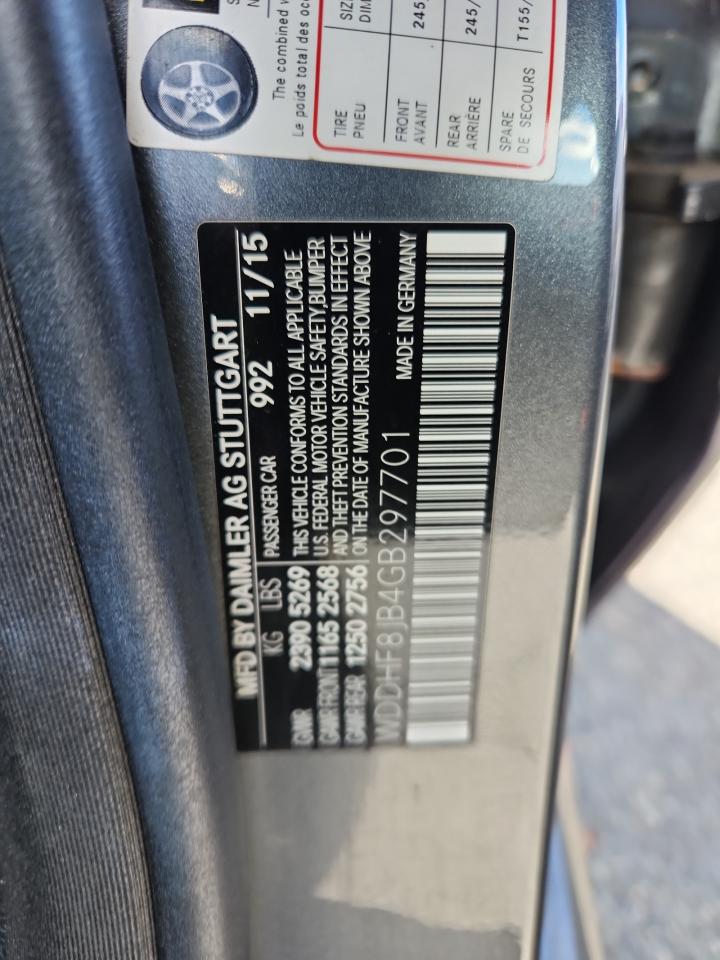 The combined v
Le poids total des occ
TIRE SIZE
PNEU DIM
FRONT 245
AVANT
REAR 245/
ARRIÈRE
SPARE T155/
DE SECOURS
MFD BY DAIMLER AG STUTTGART
KG LBS PASSENGER CAR 992 11/15
GVWR 2390 5269 THIS VEHICLE CONFORMS TO ALL APPLICABLE
GAWR FRONT 1165 2568 U.S. FEDERAL MOTOR VEHICLE SAFETY,BUMPER
GAWR REAR 1250 2756 AND THEFT PREVENTION STANDARDS IN EFFECT
ON THE DATE OF MANUFACTURE SHOWN ABOVE
WDDHF8JB4GB297701 MADE IN GERMANY